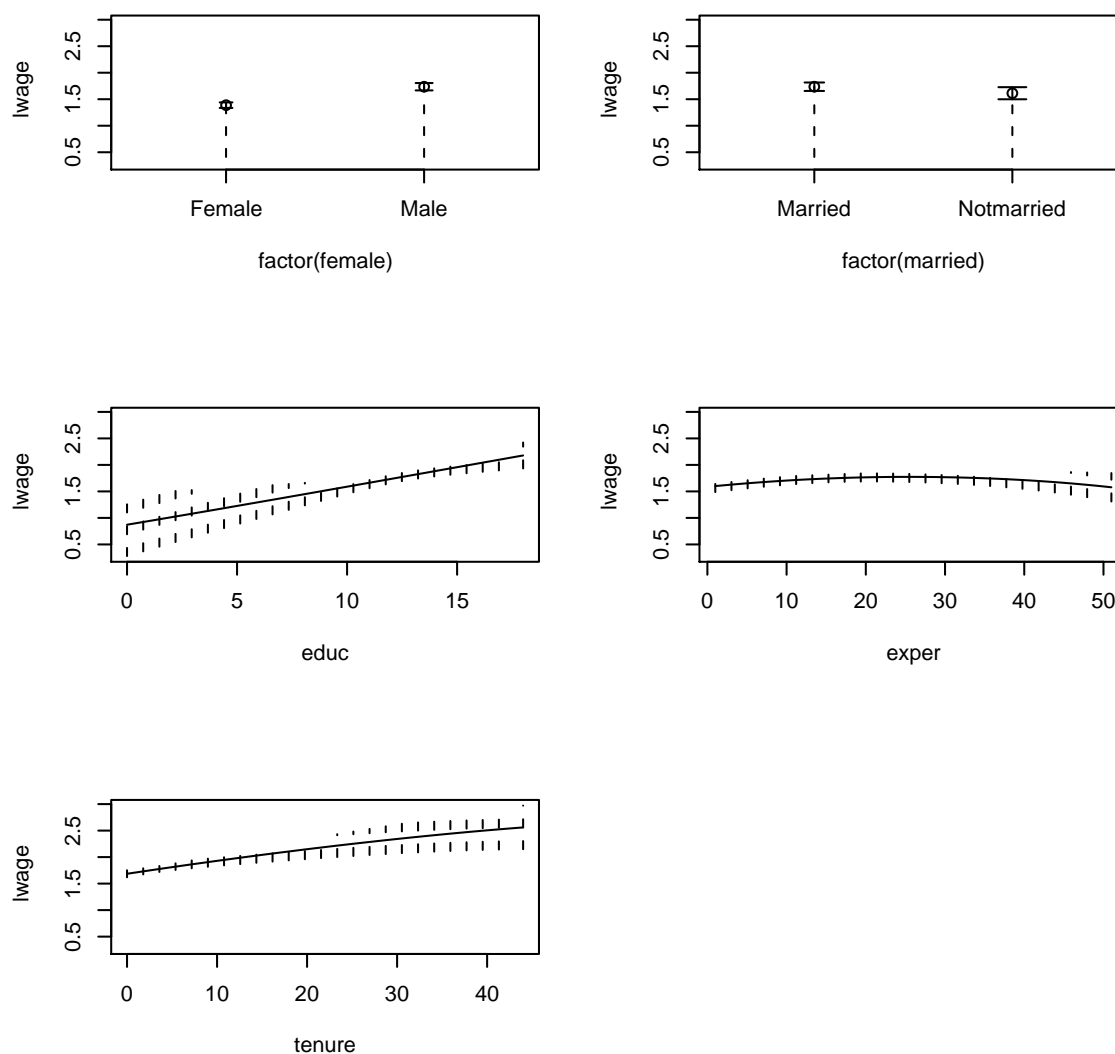 lwage
2.5
1.5
0.5
Female Male
factor(female)
lwage
2.5
1.5
0.5
Married Notmarried
factor(married)
lwage
2.5
1.5
0.5
0 5 10 15
educ
lwage
2.5
1.5
0.5
0 10 20 30 40 50
exper
lwage
2.5
1.5
0.5
0 10 20 30 40
tenure